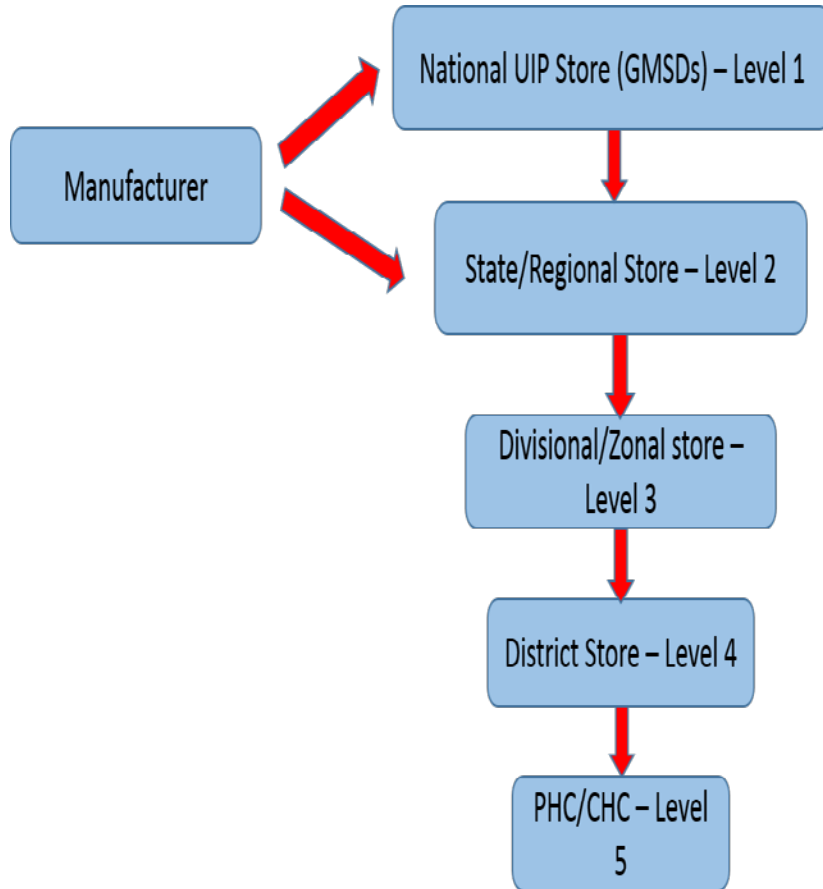 National UIP Store (GMSDs) – Level 1
Manufacturer
State/Regional Store – Level 2
Divisional/Zonal store –
Level 3
District Store – Level 4
PHC/CHC – Level
5